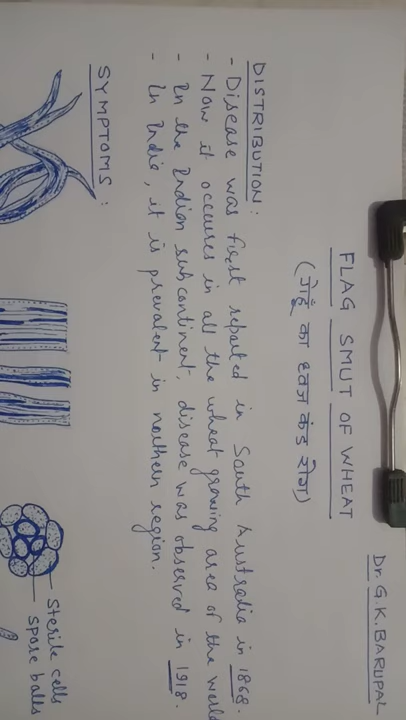 Dr. G.K. BARUPAL
FLAG SMUT OF WHEAT
(गेहूं का ध्वज कंड रोग)
DISTRIBUTION:
- Disease was first repoted in South Australia in 1868.
- Now it occures in all the wheat growing area of the world
- In the Indian subcontinent, disease was observed in 1918.
- In India, it is prevalent in northern region.
SYMPTOMS:
Sterile cells
Spore balls